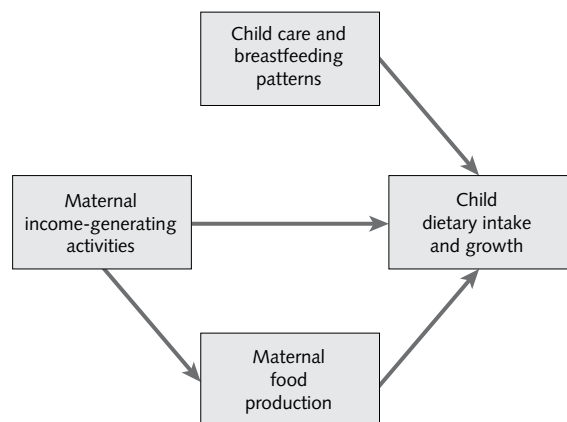 Child care and
breastfeeding
patterns
Maternal
income-generating
activities
Child
dietary intake
and growth
Maternal
food
production